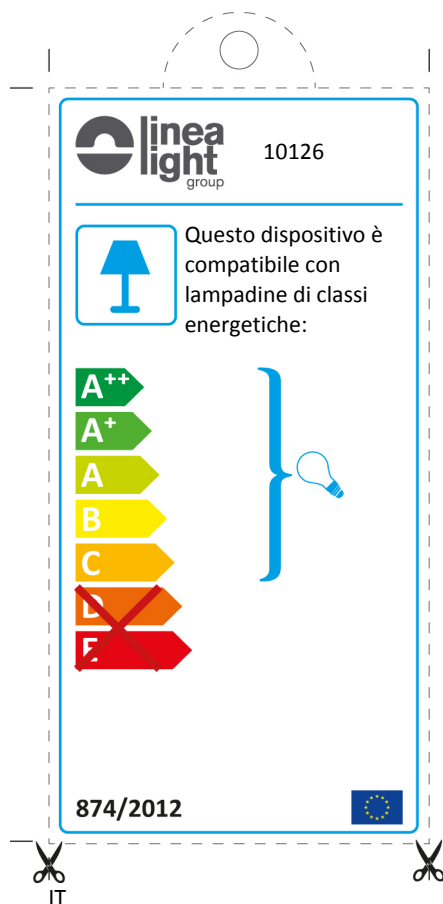 linea
light
group
10126
Questo dispositivo è
compatibile con
lampadine di classi
energetiche:
A++
A+
A
B
C
D
E
874/2012
IT